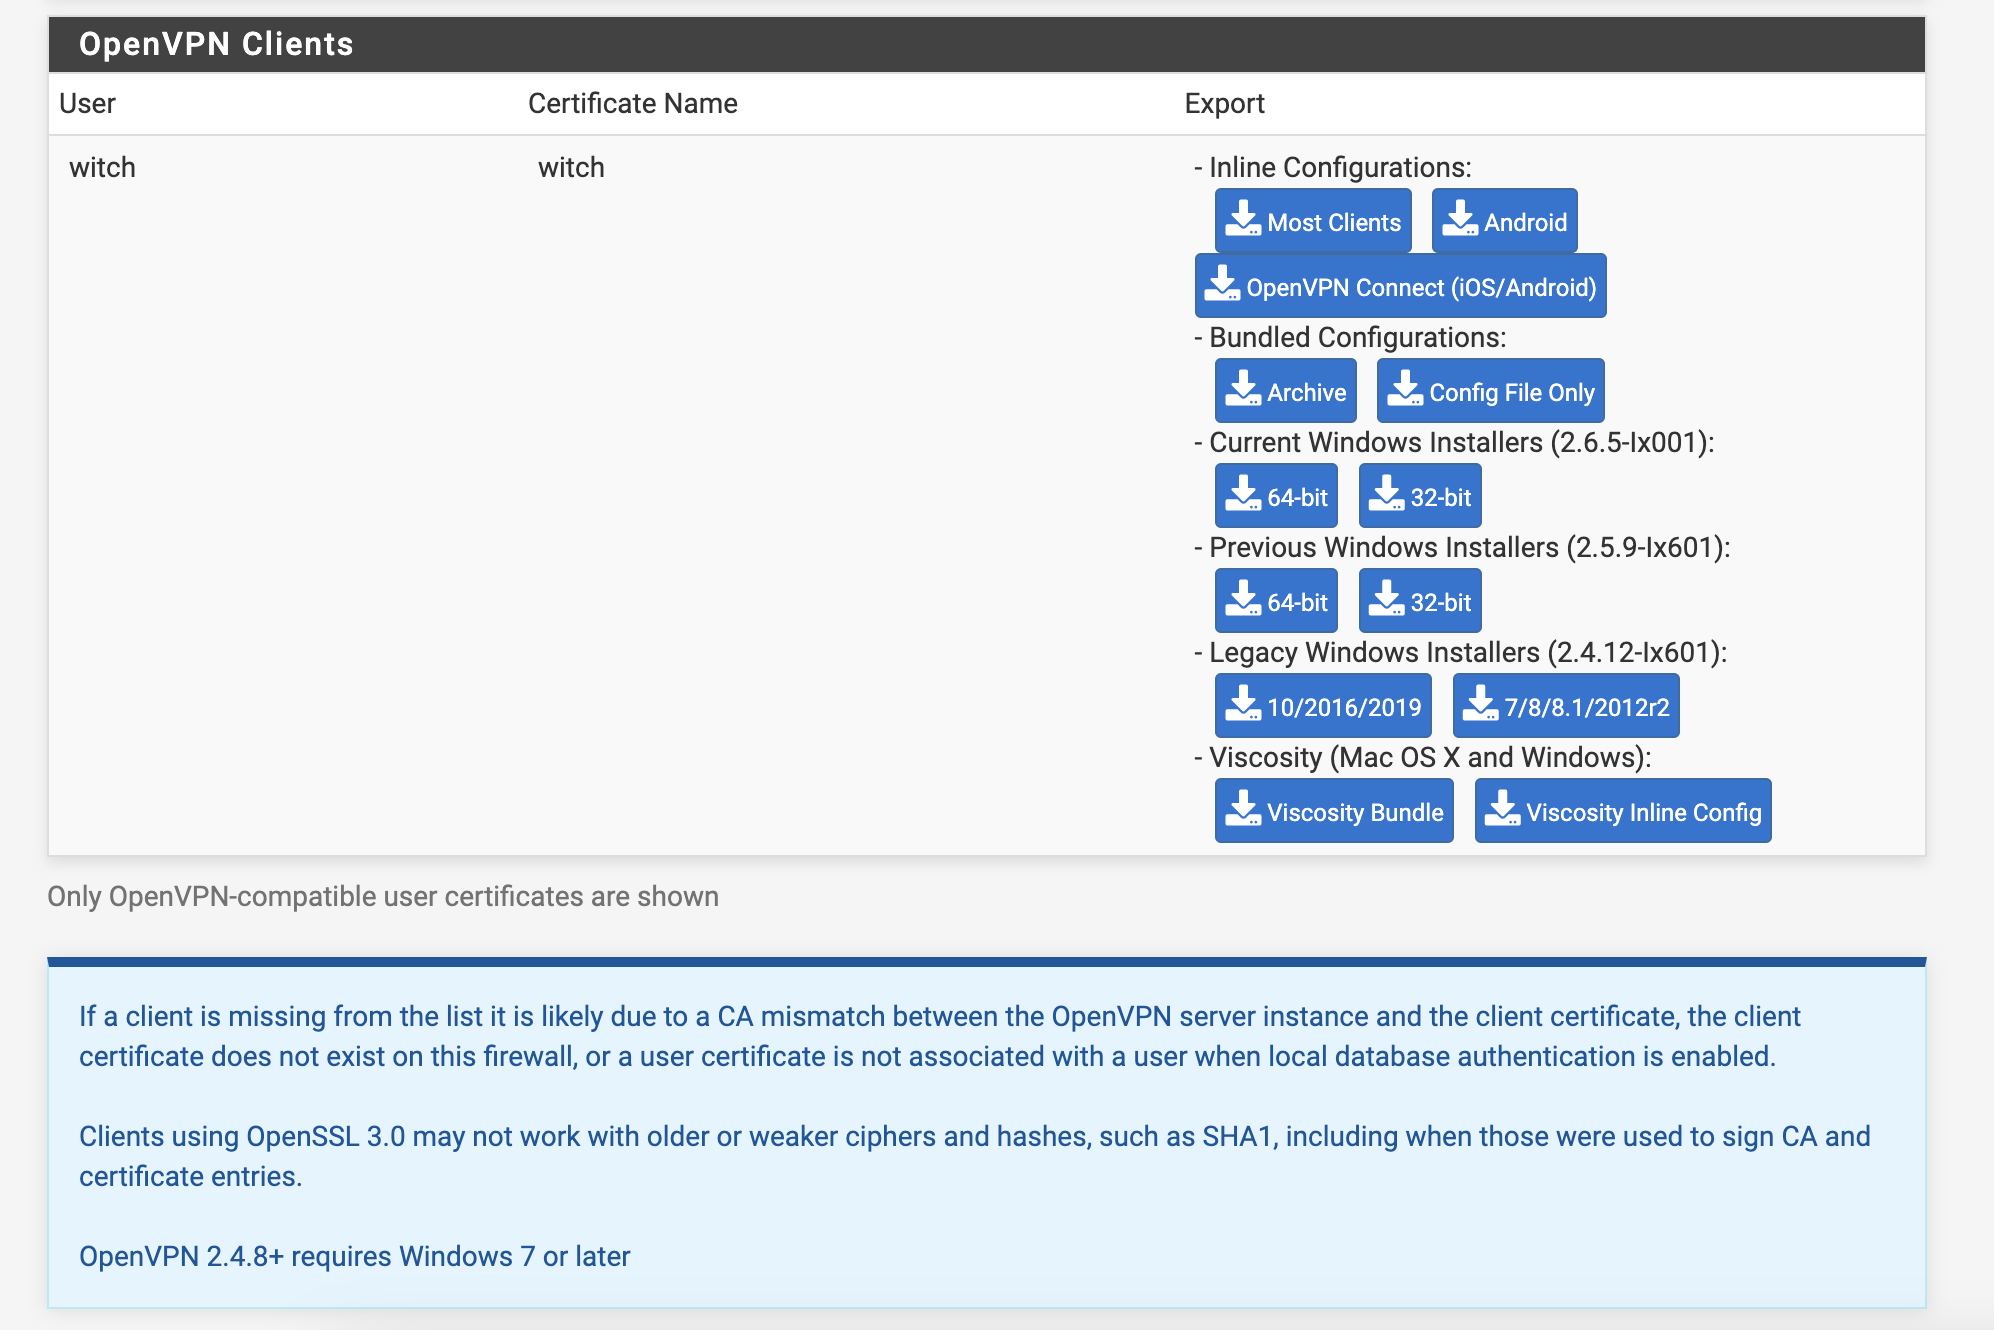 OpenVPN Clients
User Certificate Name Export
witch witch - Inline Configurations:
Most Clients Android
OpenVPN Connect (iOS/Android)
- Bundled Configurations:
Archive Config File Only
- Current Windows Installers (2.6.5-Ix001):
64-bit 32-bit
- Previous Windows Installers (2.5.9-Ix601):
64-bit 32-bit
- Legacy Windows Installers (2.4.12-Ix601):
10/2016/2019 7/8/8.1/2012r2
- Viscosity (Mac OS X and Windows):
Viscosity Bundle Viscosity Inline Config
Only OpenVPN-compatible user certificates are shown
If a client is missing from the list it is likely due to a CA mismatch between the OpenVPN server instance and the client certificate, the client
certificate does not exist on this firewall, or a user certificate is not associated with a user when local database authentication is enabled.
Clients using OpenSSL 3.0 may not work with older or weaker ciphers and hashes, such as SHA1, including when those were used to sign CA and
certificate entries.
OpenVPN 2.4.8+ requires Windows 7 or later